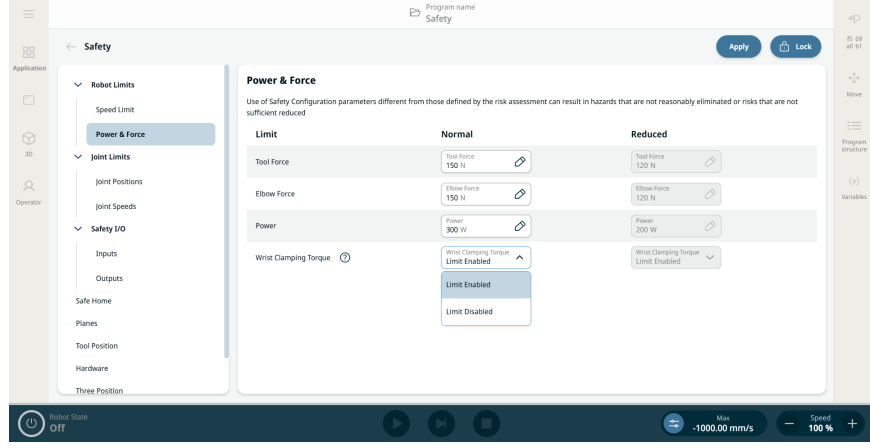 Program name
Safety
Safety
Apply
Lock
f5 09
a0 b1
Application
3D
Operator
Move
Program
structure
{x}
Variables
Robot Limits
Speed Limit
Power & Force
Joint Limits
Joint Positions
Joint Speeds
Safety I/O
Inputs
Outputs
Safe Home
Planes
Tool Position
Hardware
Three Position
Power & Force
Use of Safety Configuration parameters different from those defined by the risk assessment can result in hazards that are not reasonably eliminated or risks that are not
sufficient reduced
Limit Normal Reduced
Tool Force
Tool Force
150 N
Tool Force
120 N
Elbow Force
Elbow Force
150 N
Elbow Force
120 N
Power
Power
300 W
Power
200 W
Wrist Clamping Torque ?
Wrist Clamping Torque
Limit Enabled
Wrist Clamping Torque
Limit Enabled
Limit Enabled
Limit Disabled
Robot State
Off
Max
-1000.00 mm/s
Speed
100 %